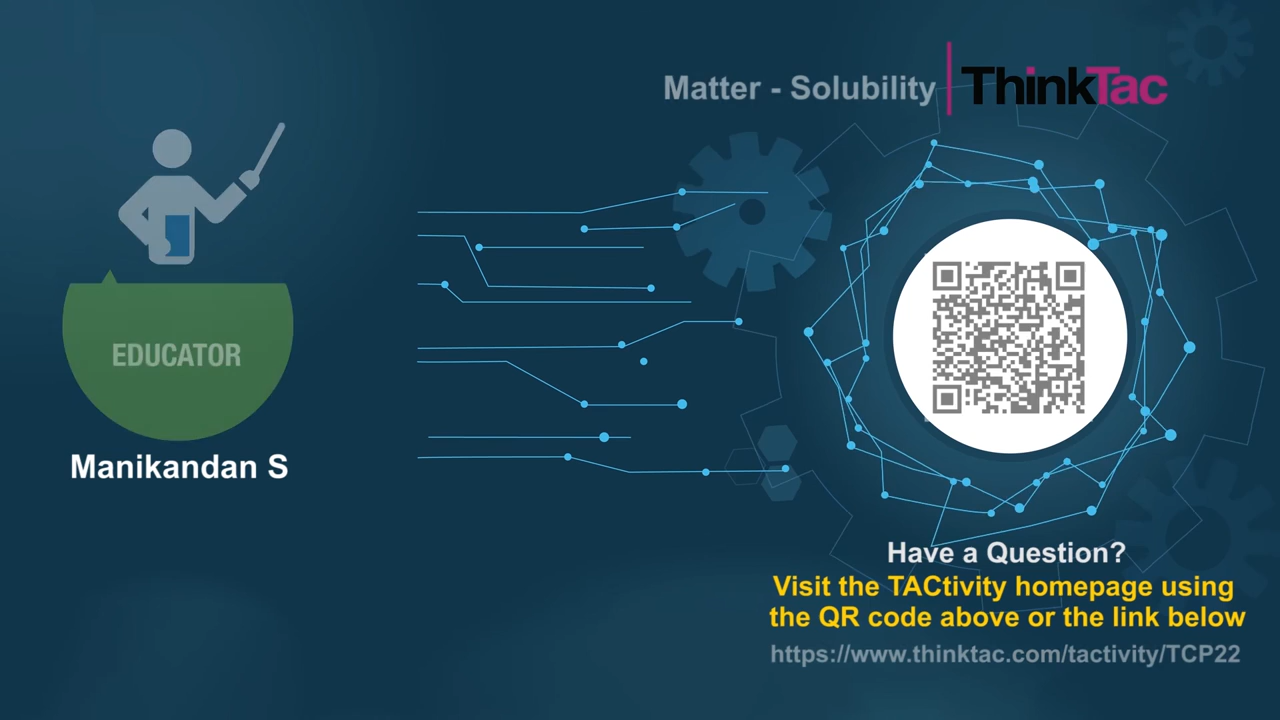 Matter - Solubility
ThinkTac
EDUCATOR
Manikandan S
Have a Question?
Visit the TACtivity homepage using
the QR code above or the link below
https://www.thinktac.com/tactivity/TCP22